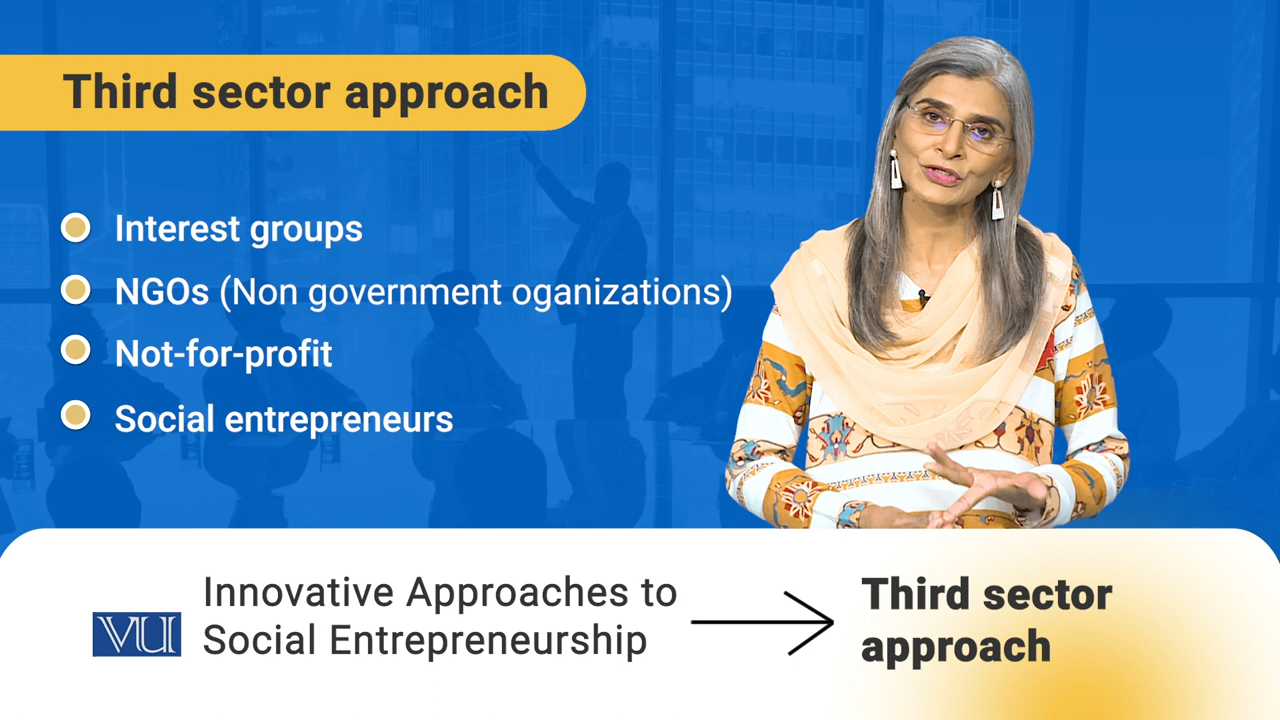 Third sector approach
Interest groups
NGOs (Non government oganizations)
Not-for-profit
Social entrepreneurs
VU
Innovative Approaches to
Social Entrepreneurship
Third sector
approach